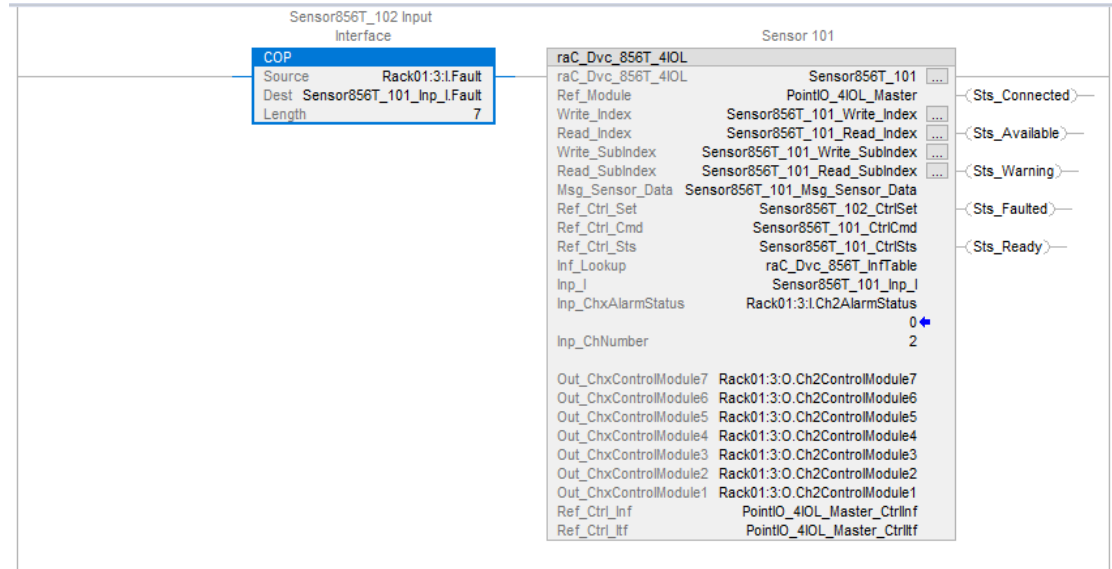 Sensor856T_102 Input
Interface
COP
Source Rack01:3:I.Fault
Dest Sensor856T_101_Inp_I.Fault
Length 7
Sensor 101
raC_Dvc_856T_4IOL
raC_Dvc_856T_4IOL Sensor856T_101 ...
Ref_Module PointIO_4IOL_Master
Write_Index Sensor856T_101_Write_Index ...
Read_Index Sensor856T_101_Read_Index ...
Write_SubIndex Sensor856T_101_Write_SubIndex ...
Read_SubIndex Sensor856T_101_Read_SubIndex ...
Msg_Sensor_Data Sensor856T_101_Msg_Sensor_Data
Ref_Ctrl_Set Sensor856T_102_CtrlSet
Ref_Ctrl_Cmd Sensor856T_101_CtrlCmd
Ref_Ctrl_Sts Sensor856T_101_CtrlSts
Inf_Lookup raC_Dvc_856T_InfTable
Inp_I Sensor856T_101_Inp_I
Inp_ChxAlarmStatus Rack01:3:I.Ch2AlarmStatus
0
Inp_ChNumber 2
Out_ChxControlModule7 Rack01:3:O.Ch2ControlModule7
Out_ChxControlModule6 Rack01:3:O.Ch2ControlModule6
Out_ChxControlModule5 Rack01:3:O.Ch2ControlModule5
Out_ChxControlModule4 Rack01:3:O.Ch2ControlModule4
Out_ChxControlModule3 Rack01:3:O.Ch2ControlModule3
Out_ChxControlModule2 Rack01:3:O.Ch2ControlModule2
Out_ChxControlModule1 Rack01:3:O.Ch2ControlModule1
Ref_Ctrl_Inf PointIO_4IOL_Master_CtrlInf
Ref_Ctrl_Itf PointIO_4IOL_Master_CtrlItf
Sts_Connected
Sts_Available
Sts_Warning
Sts_Faulted
Sts_Ready